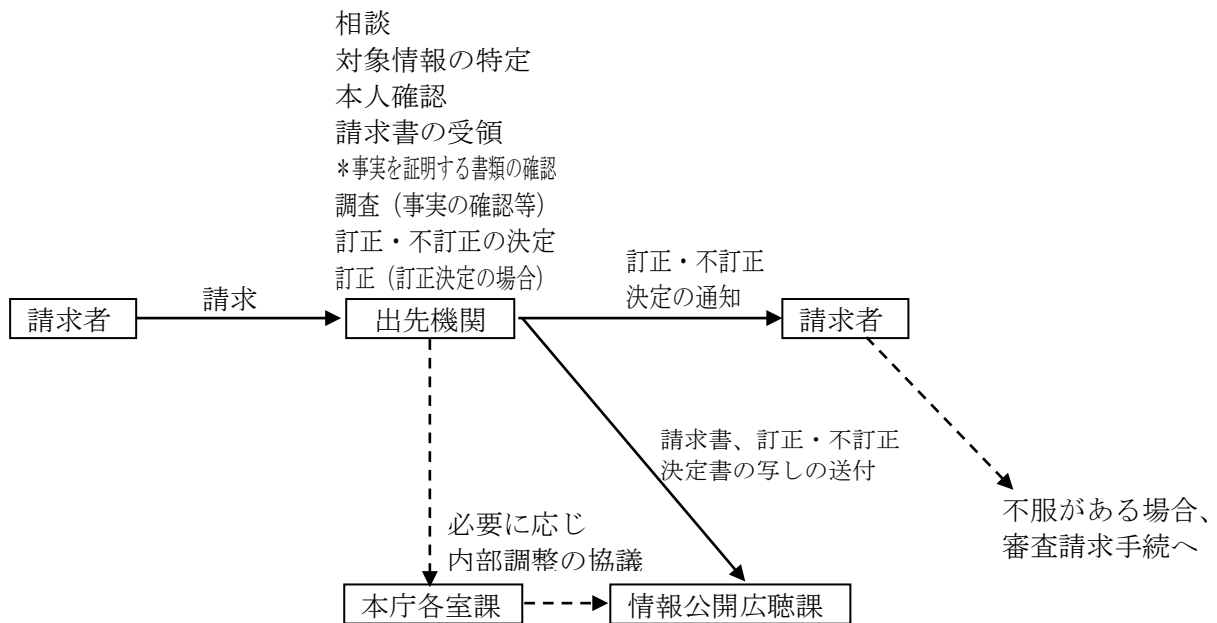 相談
対象情報の特定
本人確認
請求書の受領
＊事実を証明する書類の確認
調査（事実の確認等）
訂正・不訂正の決定
訂正（訂正決定の場合）
請求者
請求
出先機関
訂正・不訂正
決定の通知
請求者
請求書、訂正・不訂正
決定書の写しの送付
不服がある場合、
審査請求手続へ
必要に応じ
内部調整の協議
本庁各室課
情報公開広聴課